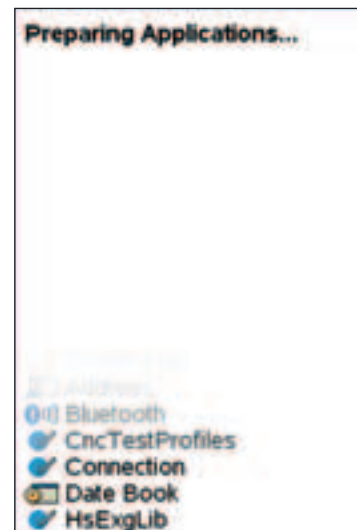 Preparing Applications...
Address
Bluetooth
CncTestProfiles
Connection
Date Book
HsExgLib